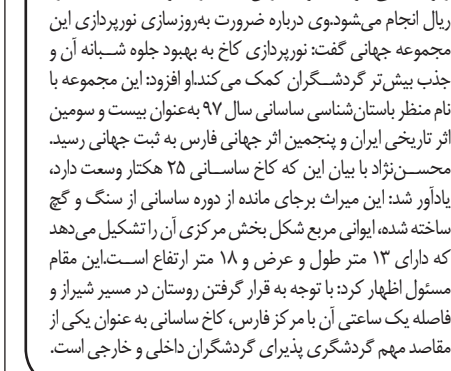 ریال انجام می‌شود.وی درباره ضرورت به‌روزسازی نورپردازی این
مجموعه جهانی گفت: نورپردازی کاخ به بهبود جلوه شبانه آن و
جذب بیش‌تر گردشگران کمک می‌کند.او افزود: این مجموعه با
نام منظر باستان‌شناسی ساسانی سال ۹۷ به‌عنوان بیست و سومین
اثر تاریخی ایران و پنجمین اثر جهانی فارس به ثبت جهانی رسید.
محسن‌نژاد با بیان این که کاخ ساسانی ۲۵ هکتار وسعت دارد،
یادآور شد: این میراث برجای مانده از دوره ساسانی از سنگ و گچ
ساخته شده، ایوانی مربع شکل بخش مرکزی آن را تشکیل می‌دهد
که دارای ۱۳ متر طول و عرض و ۱۸ متر ارتفاع است.این مقام
مسئول اظهار کرد: با توجه به قرار گرفتن روستان در مسیر شیراز و
فاصله یک ساعتی آن با مرکز فارس، کاخ ساسانی به عنوان یکی از
مقاصد مهم گردشگری پذیرای گردشگران داخلی و خارجی است.